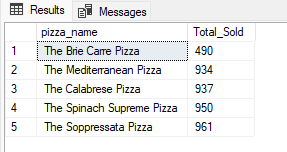 Results Messages
pizza_name Total_Sold
1 The Brie Carre Pizza 490
2 The Mediterranean Pizza 934
3 The Calabrese Pizza 937
4 The Spinach Supreme Pizza 950
5 The Soppressata Pizza 961